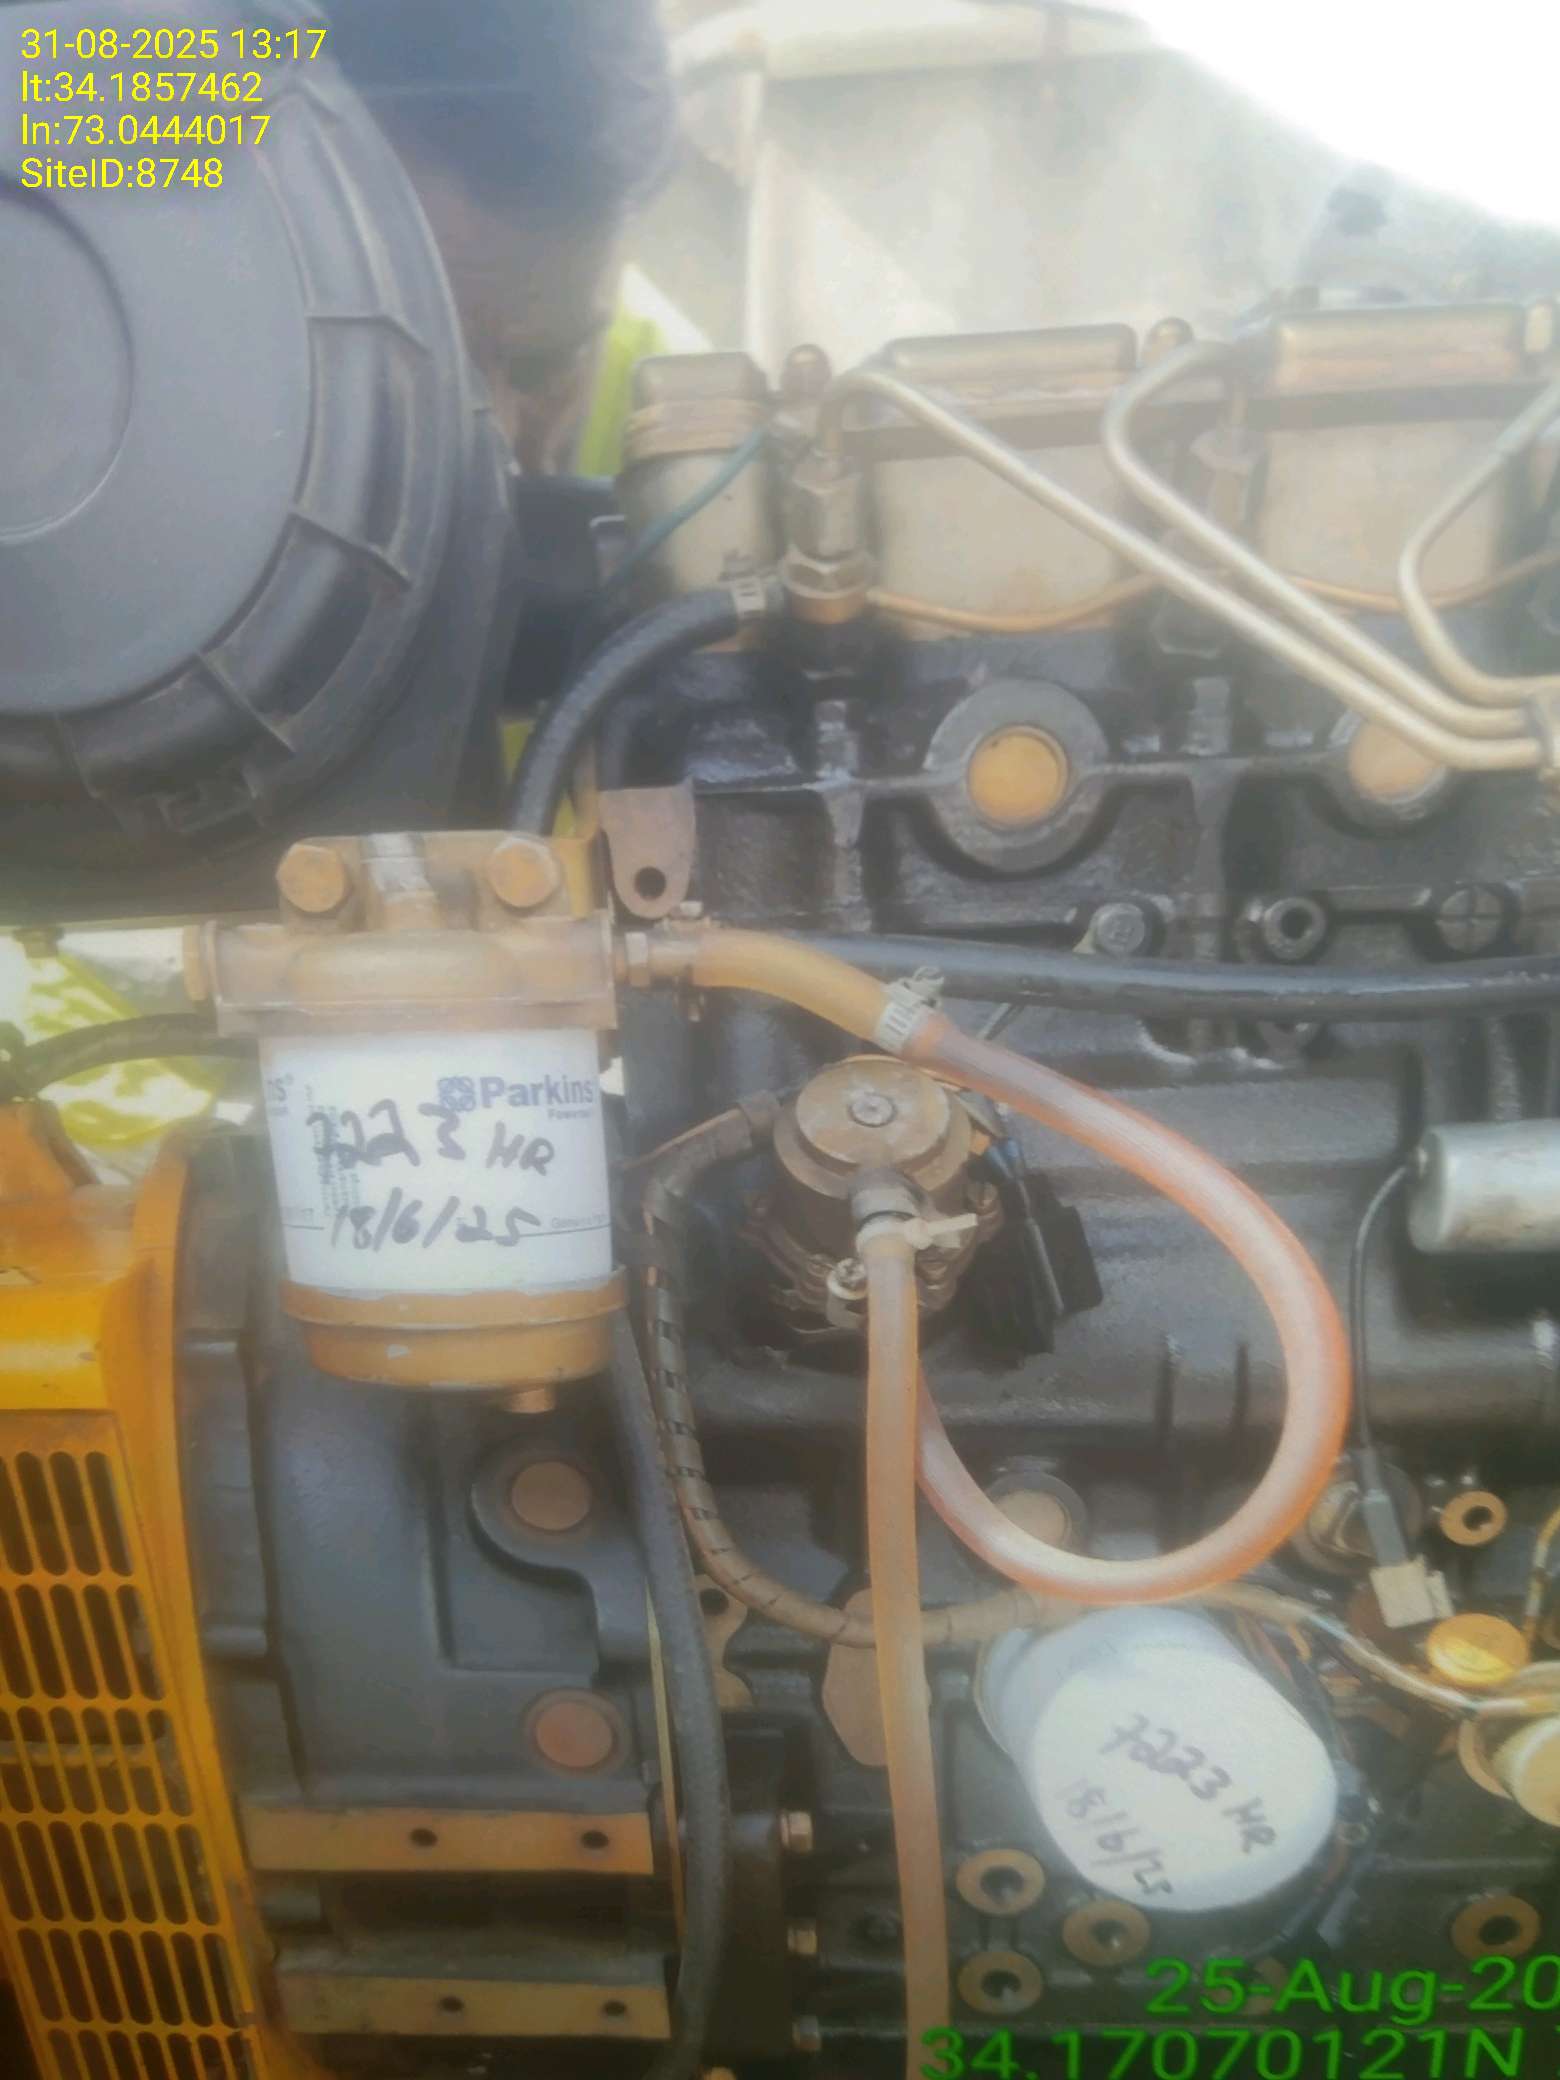 31-08-2025 13:17
lt:34.1857462
ln:73.0444017
SiteID:8748
ns®
Parkins
7223 HR
18/6/25
7223 HR
18/6/25
25-Aug-20
34.17070121N